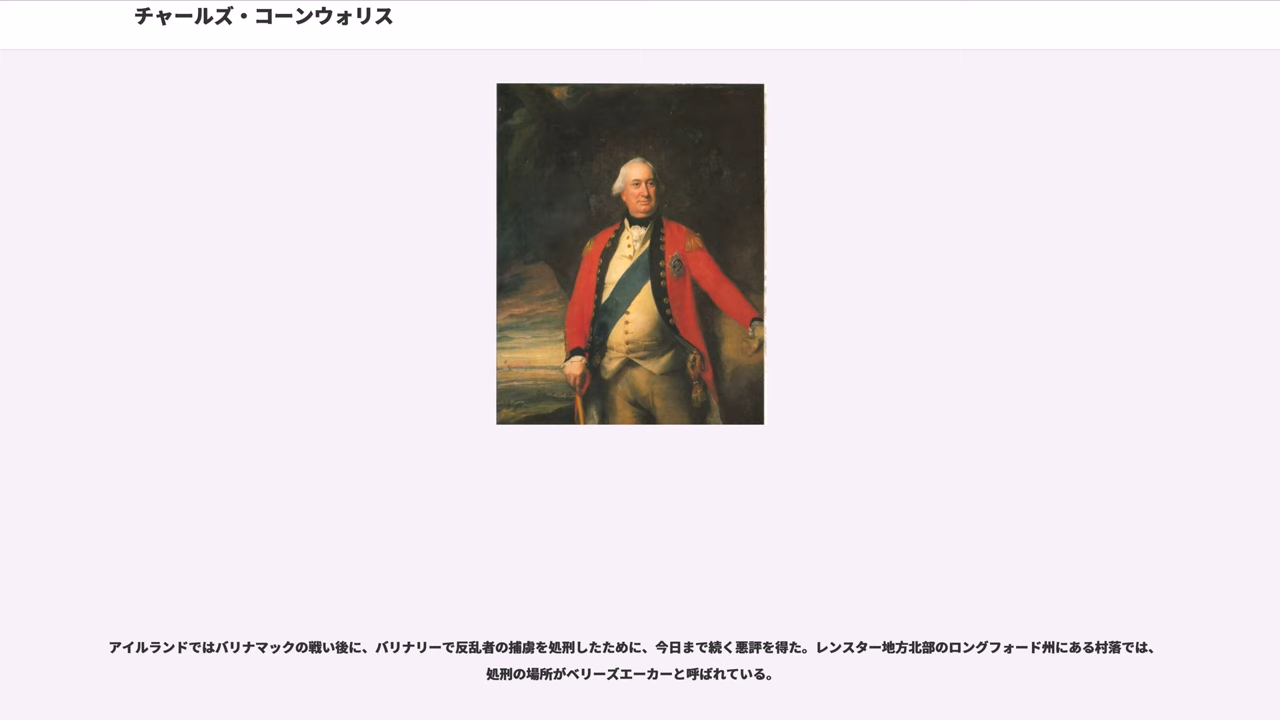 チャールズ・コーンウォリス
アイルランドではバリナマックの戦い後に、バリナリーで反乱者の捕虜を処刑したために、今日まで続く悪評を得た。レンスター地方北部のロングフォード州にある村落では、
処刑の場所がベリーズエーカーと呼ばれている。